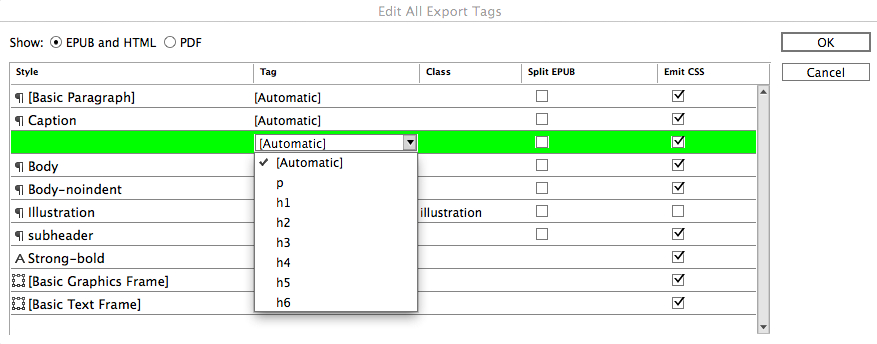 Edit All Export Tags
Show: EPUB and HTML PDF
OK
Cancel
Style Tag Class Split EPUB Emit CSS
¶ [Basic Paragraph] [Automatic]
¶ Caption [Automatic]
[Automatic]
[Automatic]
¶ Body
p
¶ Body-noindent
h1
¶ Illustration illustration
h2
¶ subheader
h3
A Strong-bold
h4
[Basic Graphics Frame]
h5
[Basic Text Frame]
h6